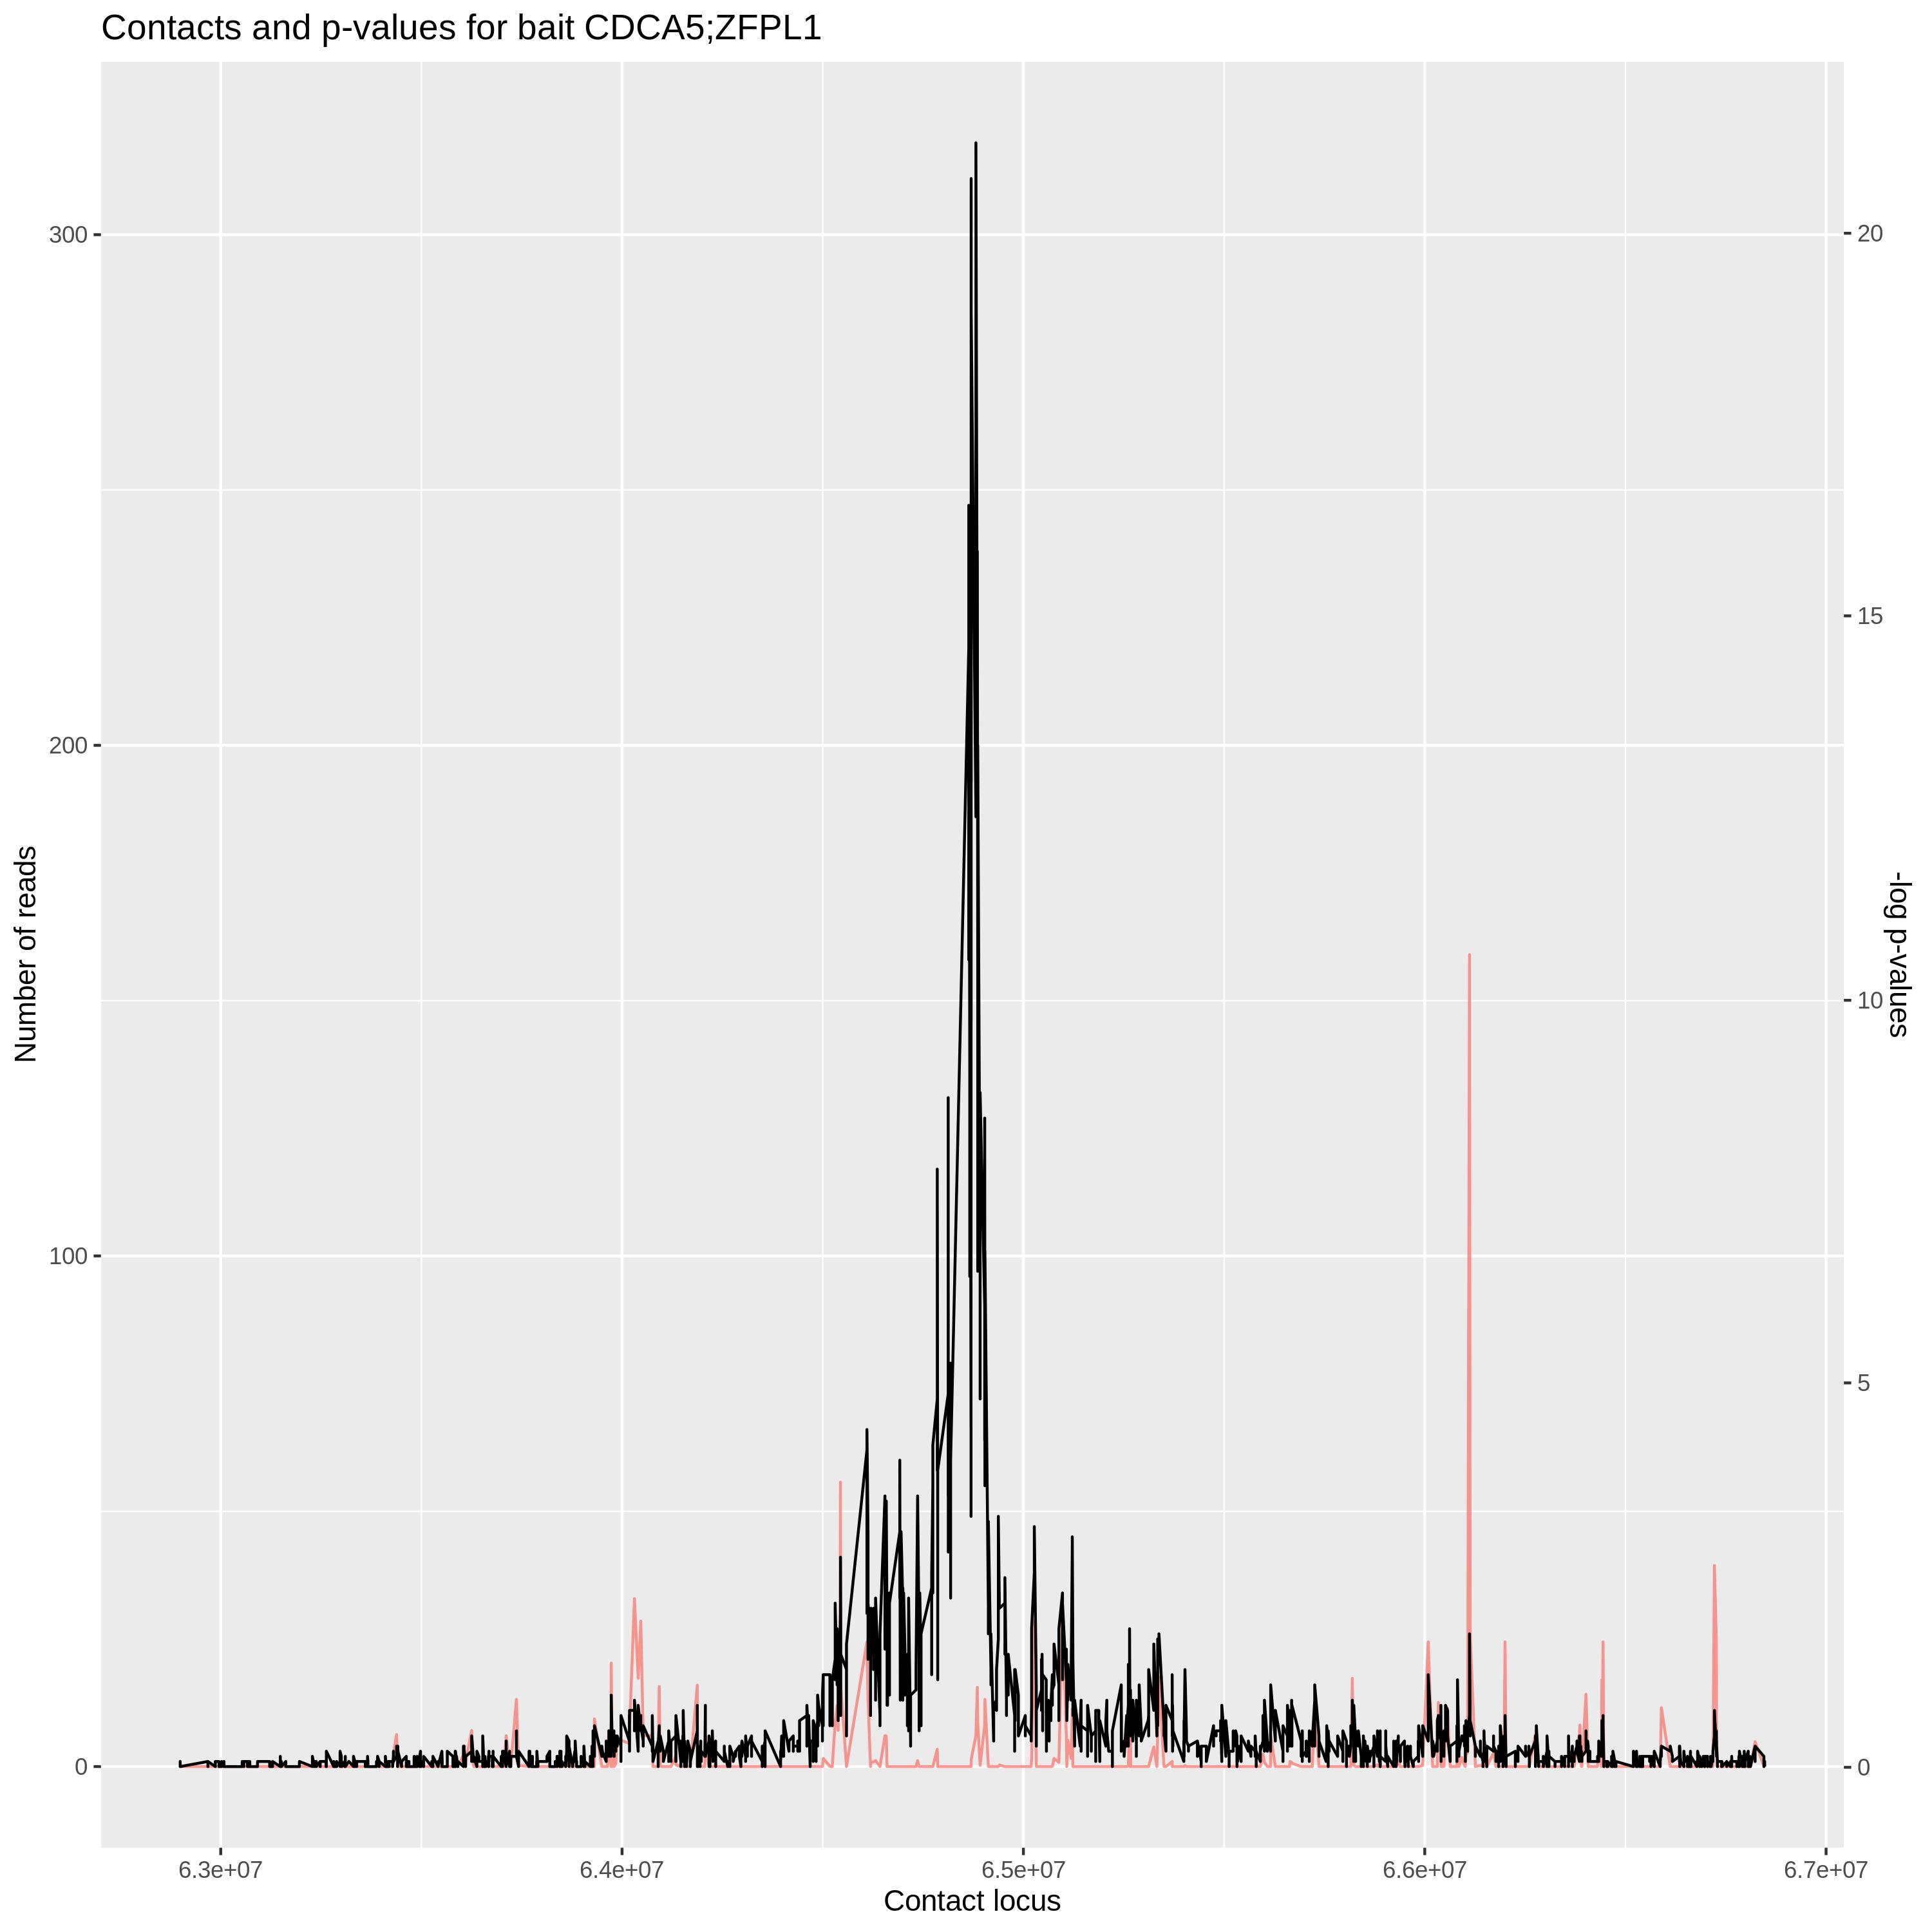 Contacts and p-values for bait CDCA5;ZFPL1
300
200
100
0
Number of reads
20
15
10
5
0
-log p-values
6.3e+07
6.4e+07
6.5e+07
6.6e+07
6.7e+07
Contact locus